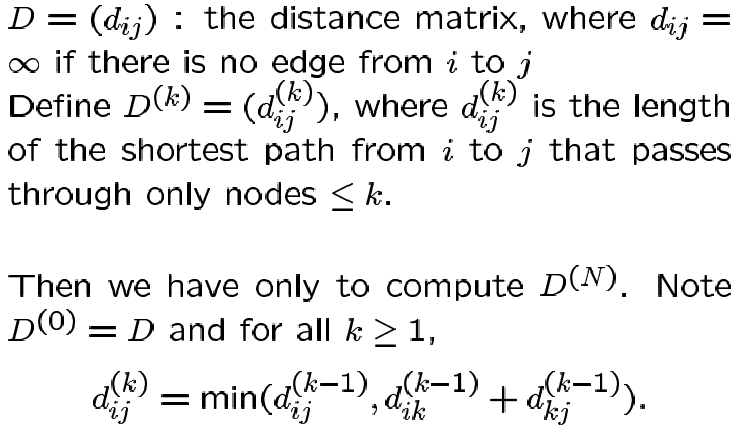 D = (d_{ij}) : the distance matrix, where d_{ij} =
∞ if there is no edge from i to j
Define D^{(k)} = (d_{ij}^{(k)}), where d_{ij}^{(k)} is the length
of the shortest path from i to j that passes
through only nodes ≤ k.
Then we have only to compute D^{(N)}. Note
D^{(0)} = D and for all k ≥ 1,
d_{ij}^{(k)} = min(d_{ij}^{(k−1)}, d_{ik}^{(k−1)} + d_{kj}^{(k−1)}).